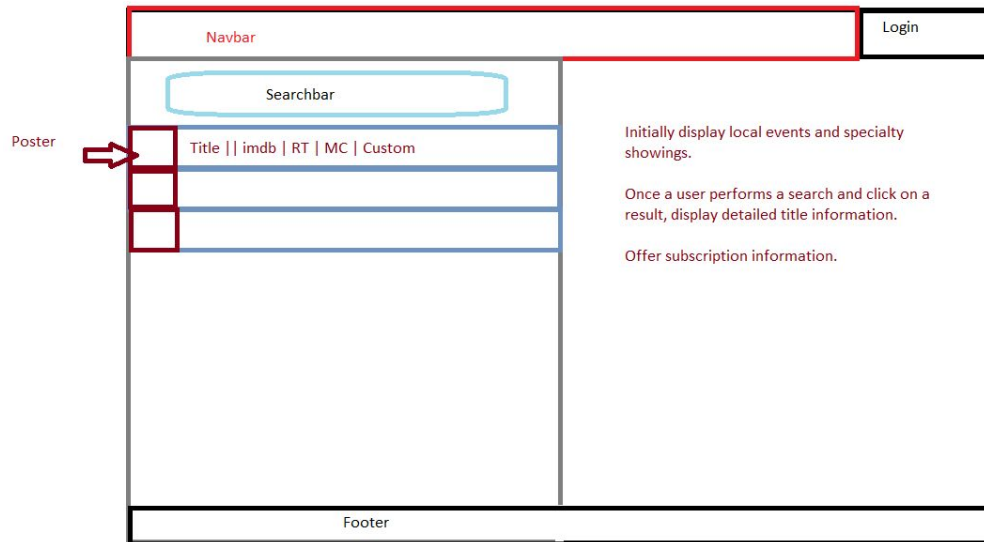 Navbar
Login
Searchbar
Poster
Title || imdb | RT | MC | Custom
Initially display local events and specialty
showings.
Once a user performs a search and click on a
result, display detailed title information.
Offer subscription information.
Footer